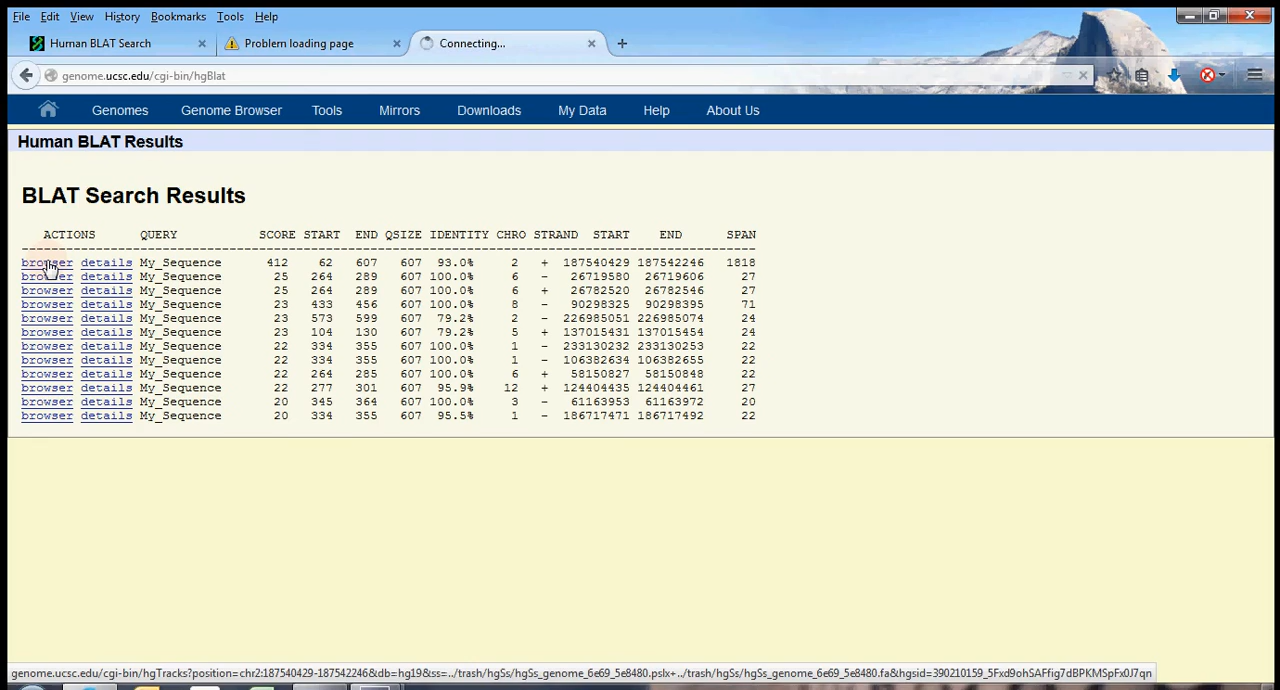 File Edit View History Bookmarks Tools Help
Human BLAT Search Problem loading page Connecting...
genome.ucsc.edu/cgi-bin/hgBlat
Genomes Genome Browser Tools Mirrors Downloads My Data Help About Us
Human BLAT Results
BLAT Search Results
ACTIONS QUERY SCORE START END QSIZE IDENTITY CHRO STRAND START END SPAN
browser details My_Sequence 412 62 607 607 93.0% 2 + 187540429 187542246 1818
browser details My_Sequence 25 264 289 607 100.0% 6 - 26719580 26719606 27
browser details My_Sequence 25 264 289 607 100.0% 6 - 26782520 26782546 27
browser details My_Sequence 23 433 456 607 100.0% 8 - 90298325 90298395 71
browser details My_Sequence 23 573 599 607 79.2% 2 - 226985051 226985074 24
browser details My_Sequence 23 104 130 607 79.2% 5 + 137015431 137015454 24
browser details My_Sequence 22 334 355 607 100.0% 1 - 233130232 233130253 22
browser details My_Sequence 22 334 355 607 100.0% 1 - 106382634 106382655 22
browser details My_Sequence 22 264 285 607 100.0% 6 + 58150827 58150848 22
browser details My_Sequence 22 277 301 607 95.9% 12 + 124404435 124404461 27
browser details My_Sequence 20 345 364 607 100.0% 3 - 61163953 61163972 20
browser details My_Sequence 20 334 355 607 95.5% 1 - 186717471 186717492 22
genome.ucsc.edu/cgi-bin/hgTracks?position=chr2:187540429-187542246&db=hg19&ss=../trash/hgSs/hgSs_genome_6e69_5e8480.pslx+../trash/hgSs/hgSs_genome_6e69_5e8480.fa&hgsid=390210159_5Fxd9ohSAFfig7dBPKMSpFx0J7qn